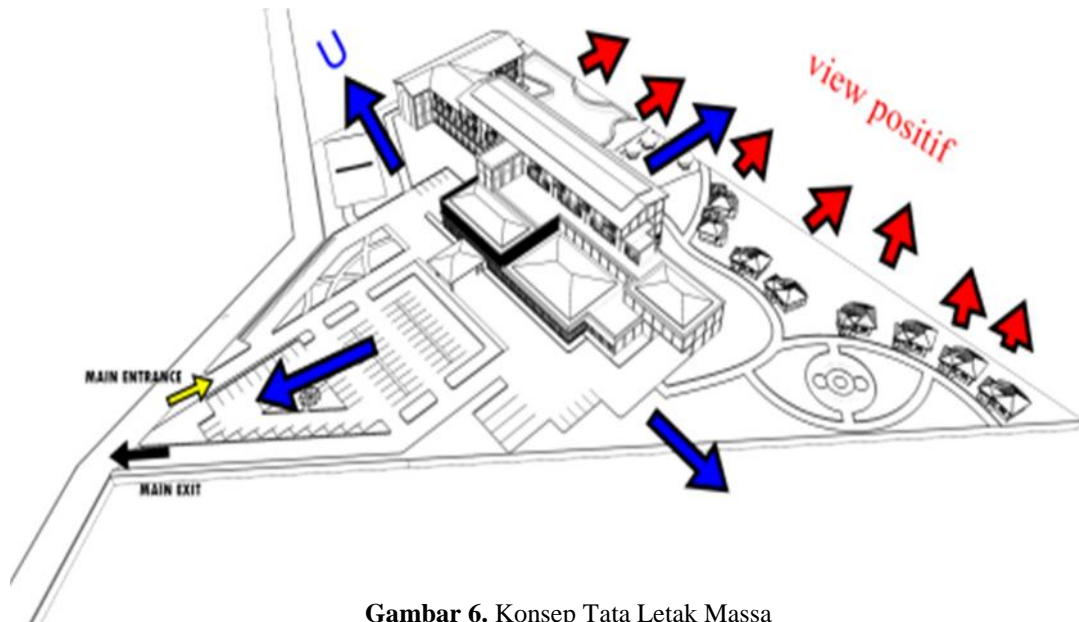 U
view positif
MAIN ENTRANCE
MAIN EXIT
Gambar 6. Konsep Tata Letak Massa